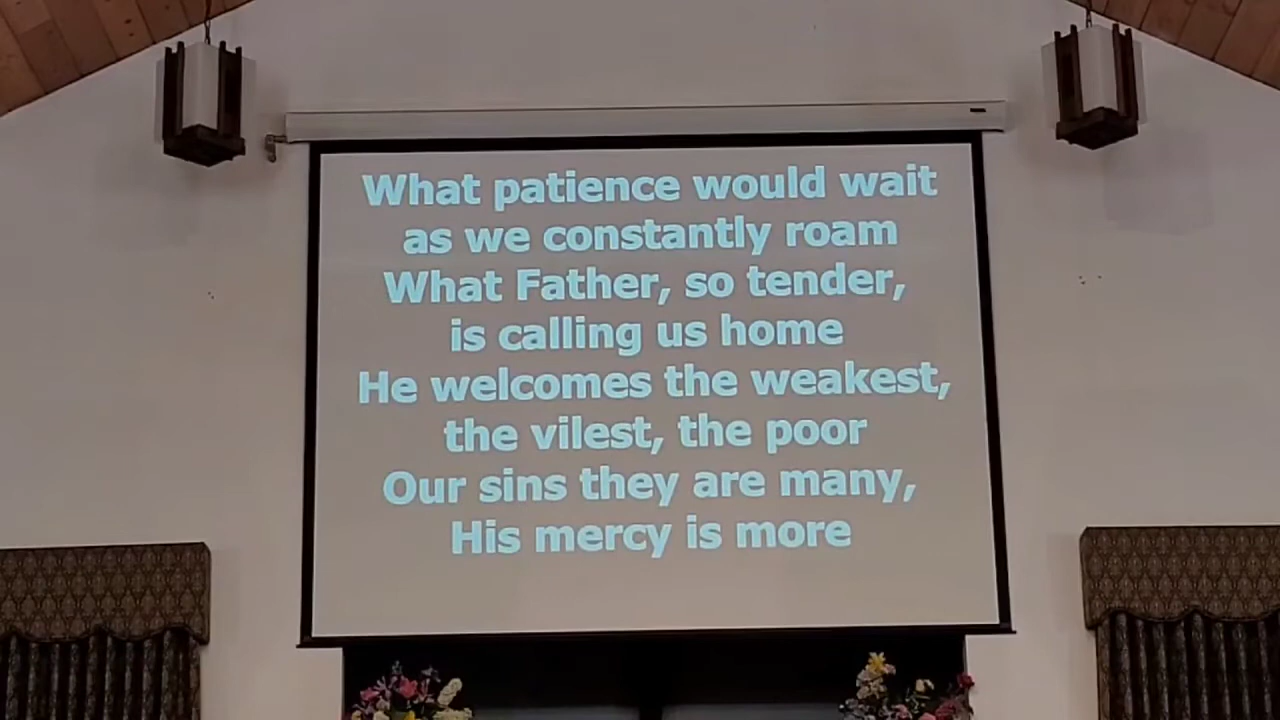 What patience would wait
as we constantly roam
What Father, so tender,
is calling us home
He welcomes the weakest,
the vilest, the poor
Our sins they are many,
His mercy is more